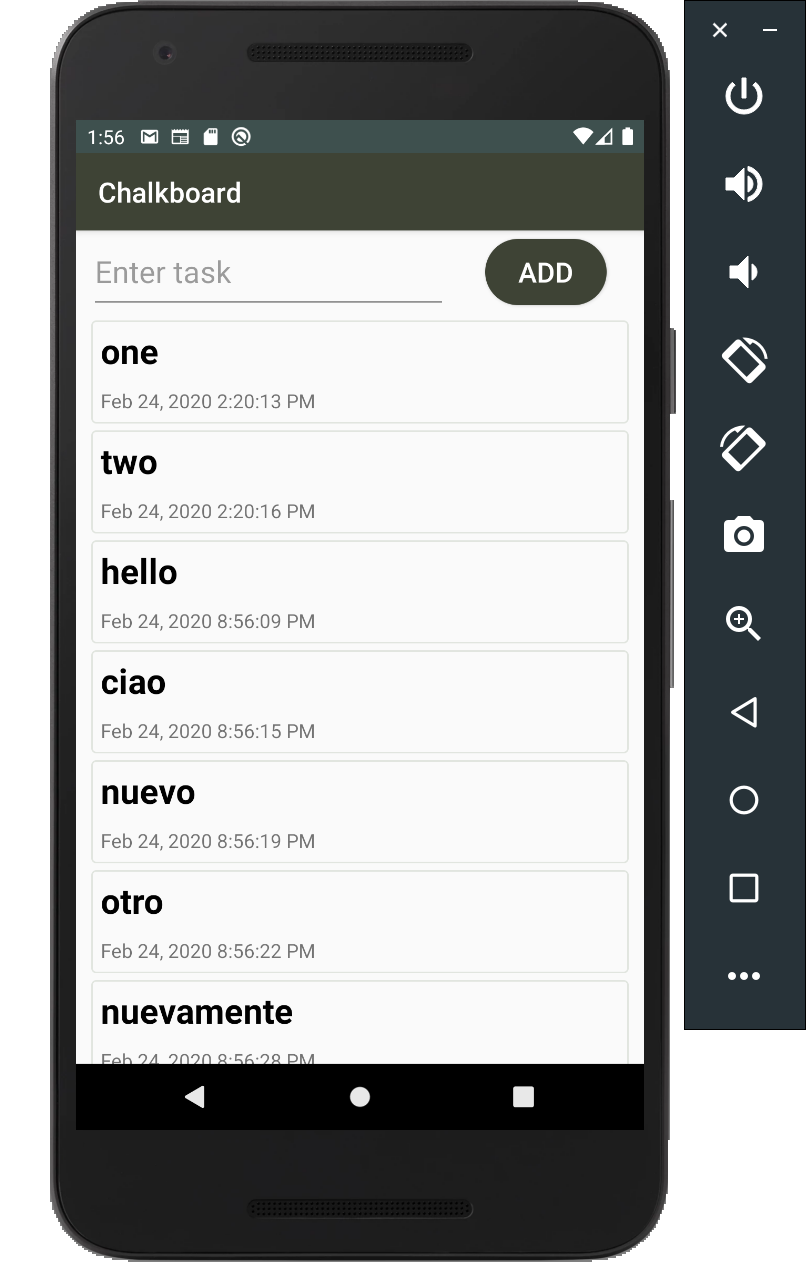 1:56
Chalkboard
Enter task
ADD
one
Feb 24, 2020 2:20:13 PM
two
Feb 24, 2020 2:20:16 PM
hello
Feb 24, 2020 8:56:09 PM
ciao
Feb 24, 2020 8:56:15 PM
nuevo
Feb 24, 2020 8:56:19 PM
otro
Feb 24, 2020 8:56:22 PM
nuevamente
Feb 24, 2020 8:56:28 PM